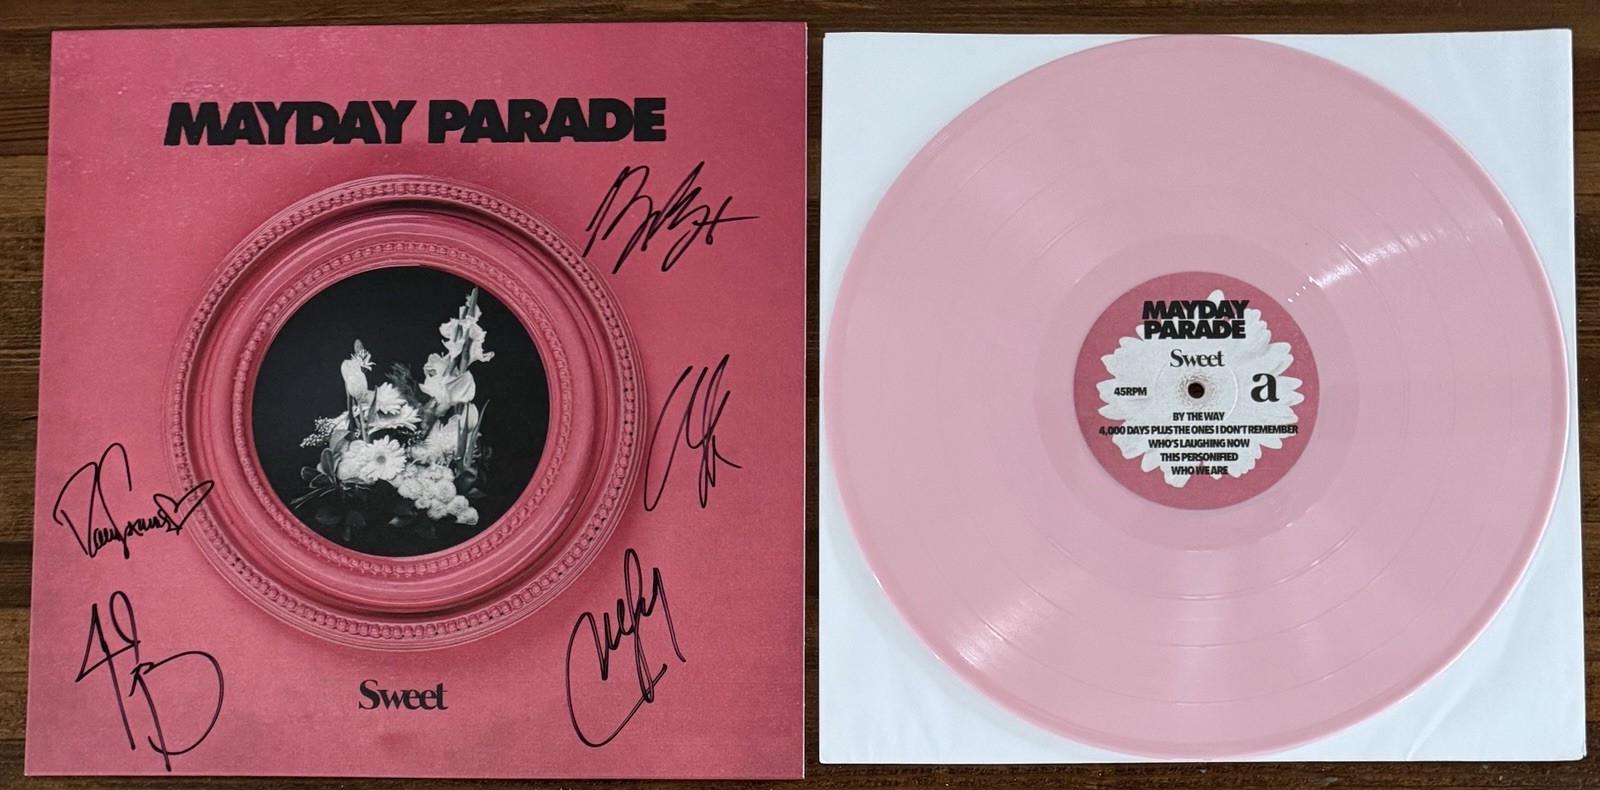 MAYDAY PARADE
Sweet
MAYDAY
PARADE
Sweet
45RPM
a
BY THE WAY
4,000 DAYS PLUS THE ONES I DON'T REMEMBER
WHO'S LAUGHING NOW
THIS PERSONIFIED
WHO WE ARE